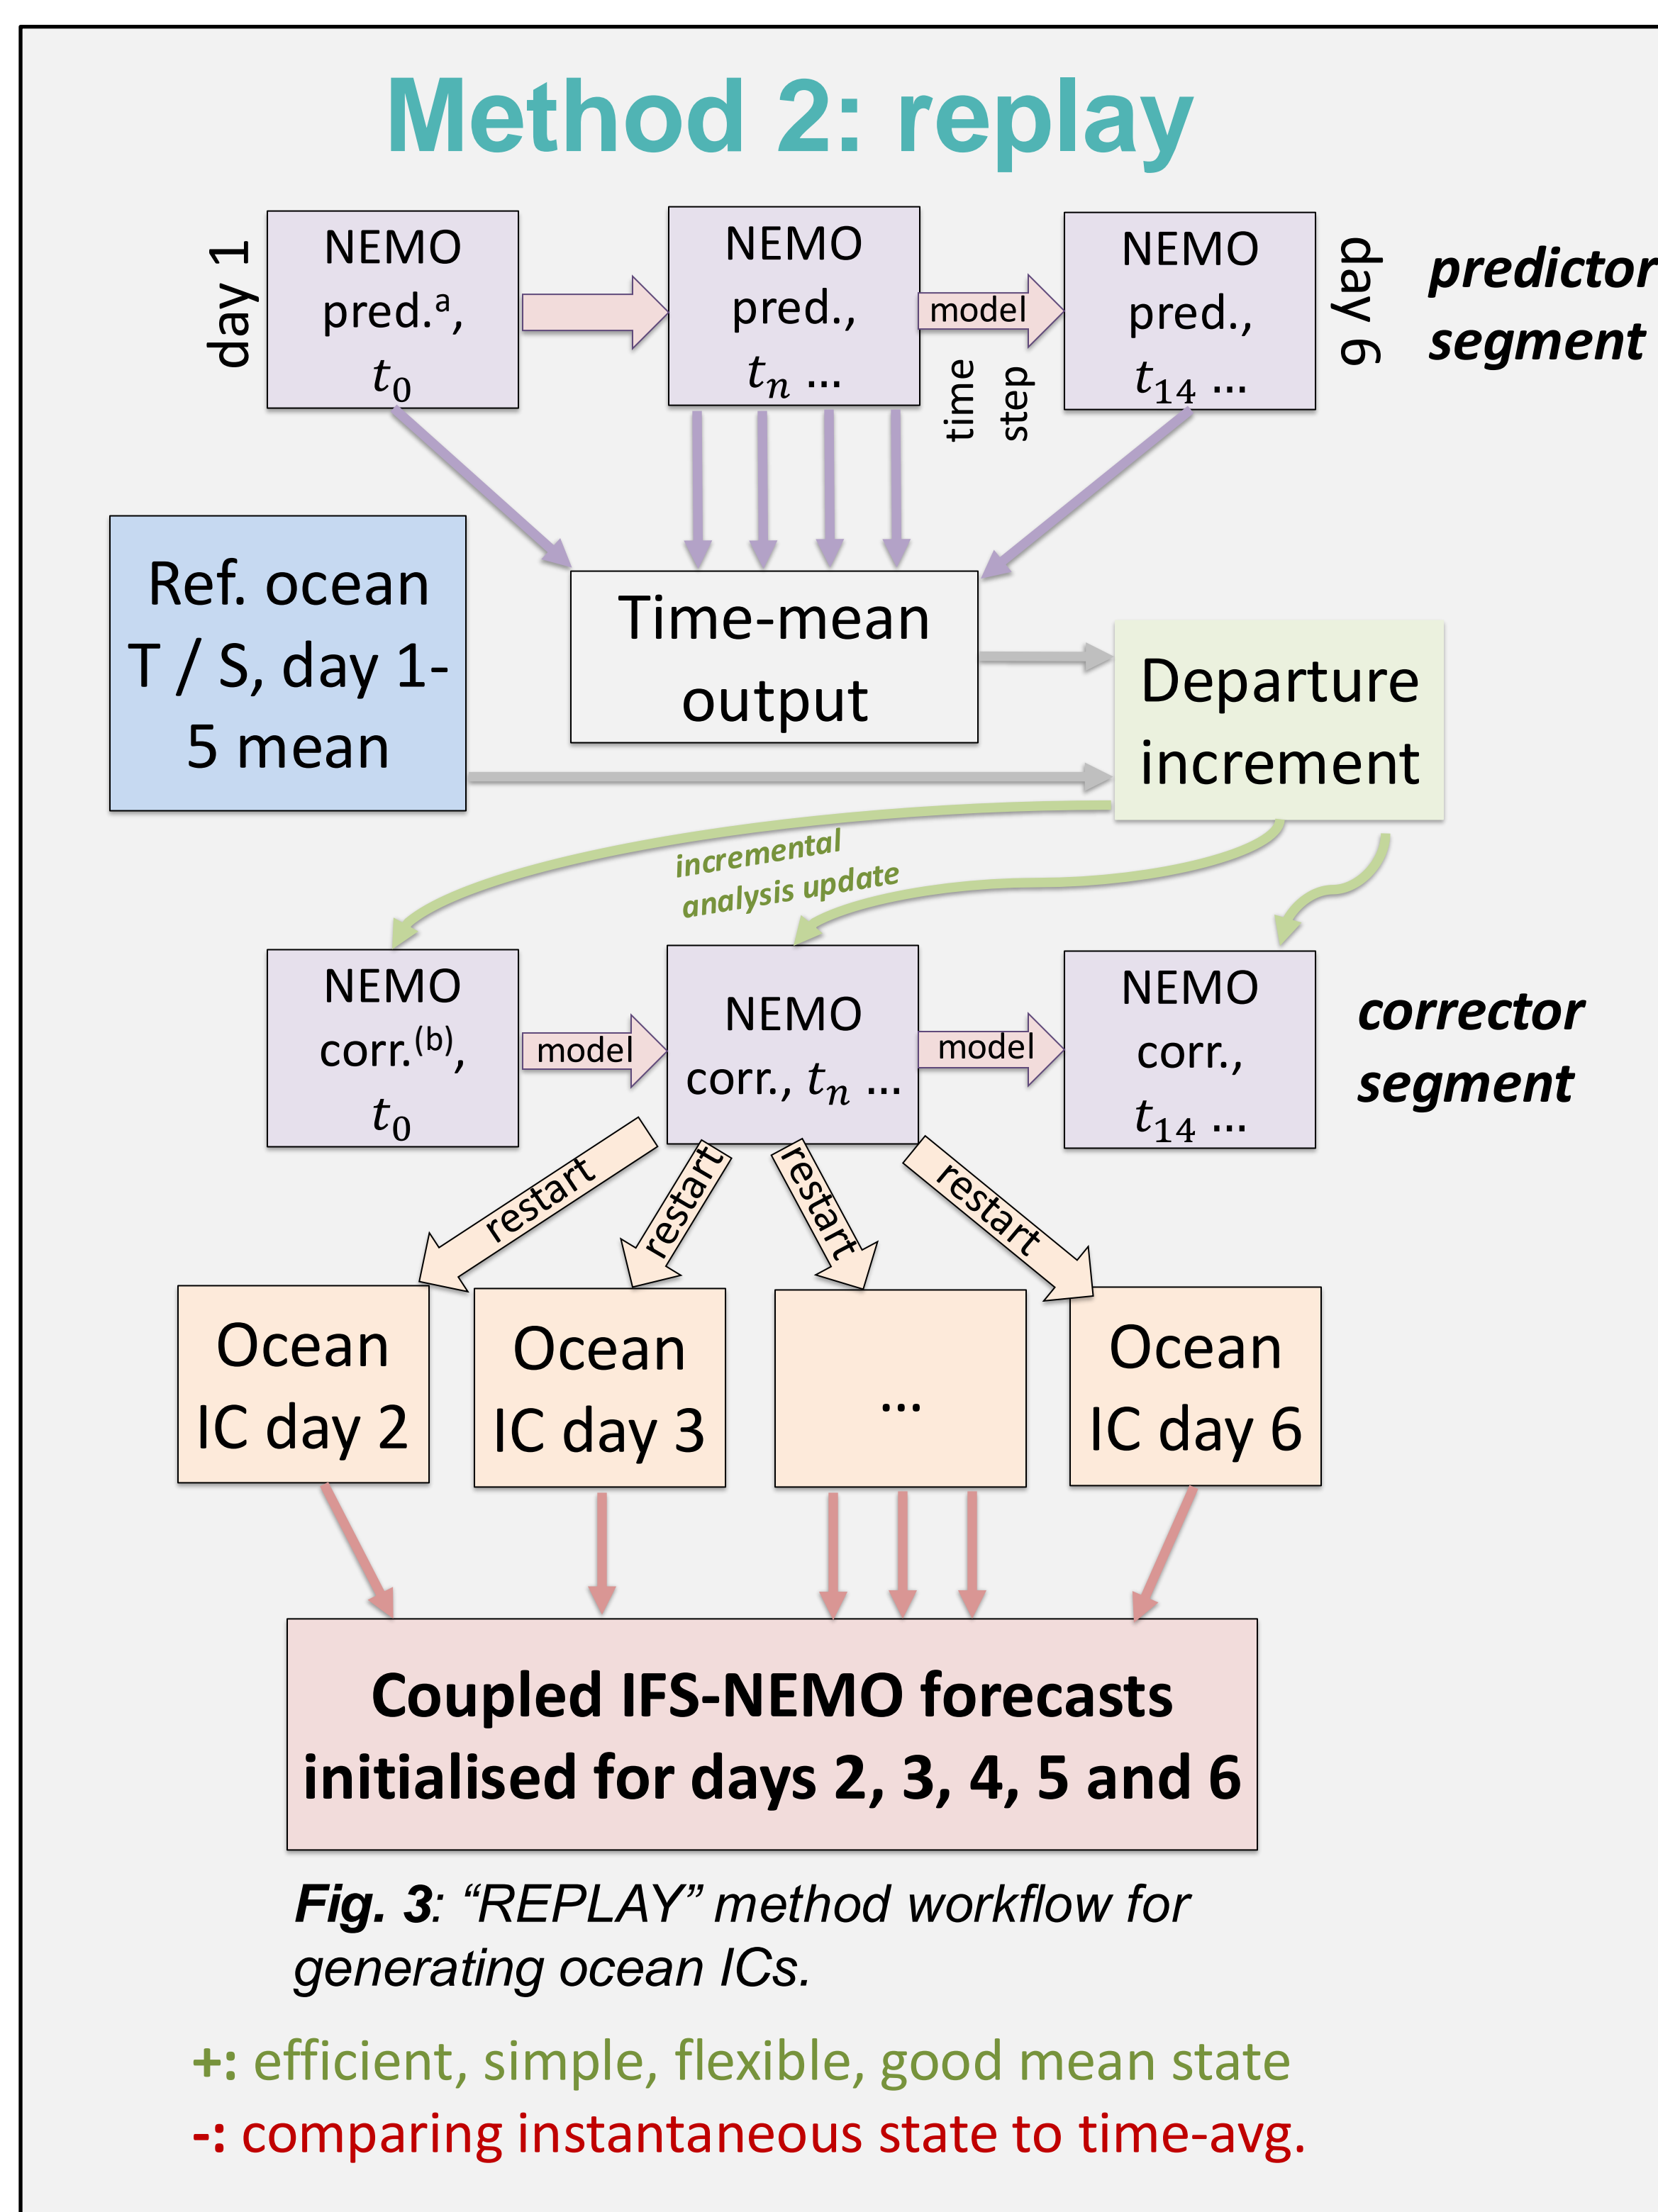 Method 2: replay
day 1
NEMO
pred.ᵃ,
t₀
NEMO
pred.,
tₙ ...
model
time
step
NEMO
pred.,
t₁₄ ...
day 6
predictor
segment
Ref. ocean
T / S, day 1-
5 mean
Time-mean
output
Departure
increment
incremental
analysis update
NEMO
corr.⁽ᵇ⁾,
t₀
model
NEMO
corr., tₙ ...
model
NEMO
corr.,
t₁₄ ...
corrector
segment
restart
restart
restart
restart
Ocean
IC day 2
Ocean
IC day 3
...
Ocean
IC day 6
Coupled IFS-NEMO forecasts
initialised for days 2, 3, 4, 5 and 6
Fig. 3: “REPLAY” method workflow for
generating ocean ICs.
+: efficient, simple, flexible, good mean state
-: comparing instantaneous state to time-avg.